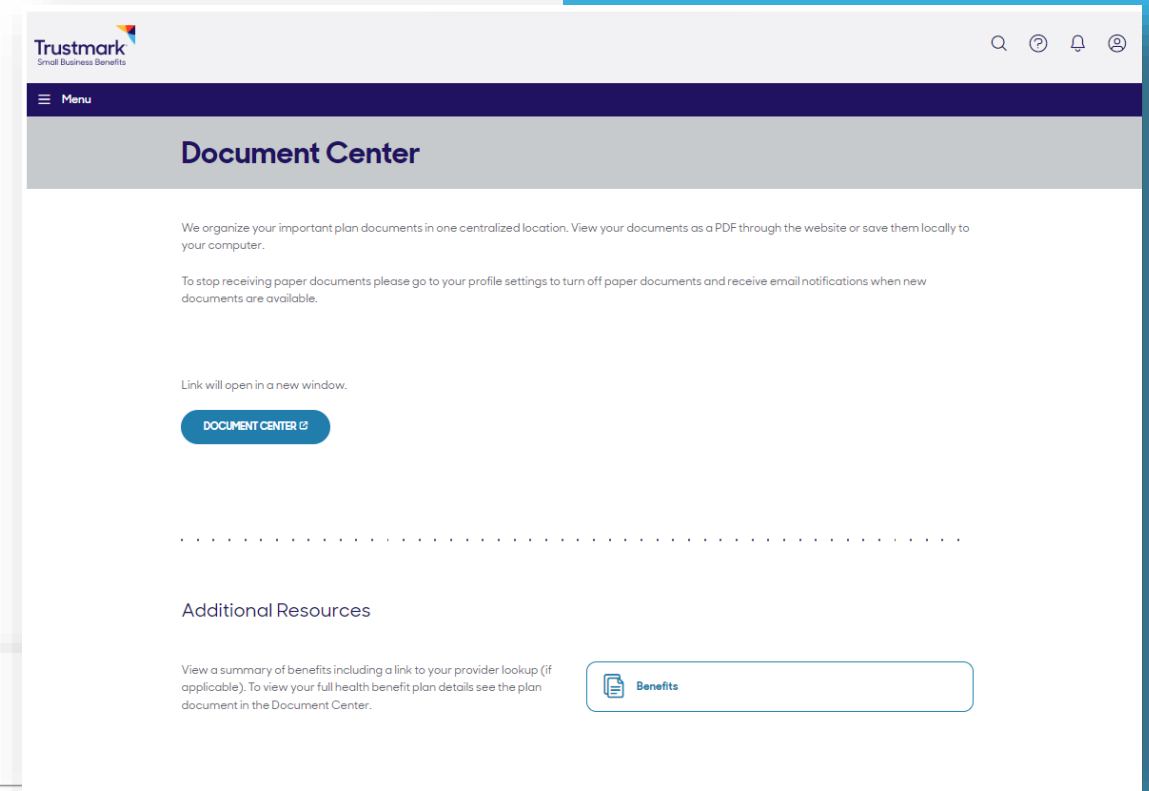 Trustmark
Small Business Benefits
Menu
Document Center
We organize your important plan documents in one centralized location. View your documents as a PDF through the website or save them locally to
your computer.
To stop receiving paper documents please go to your profile settings to turn off paper documents and receive email notifications when new
documents are available.
Link will open in a new window.
DOCUMENT CENTER
Additional Resources
View a summary of benefits including a link to your provider lookup (if
applicable). To view your full health benefit plan details see the plan
document in the Document Center.
Benefits